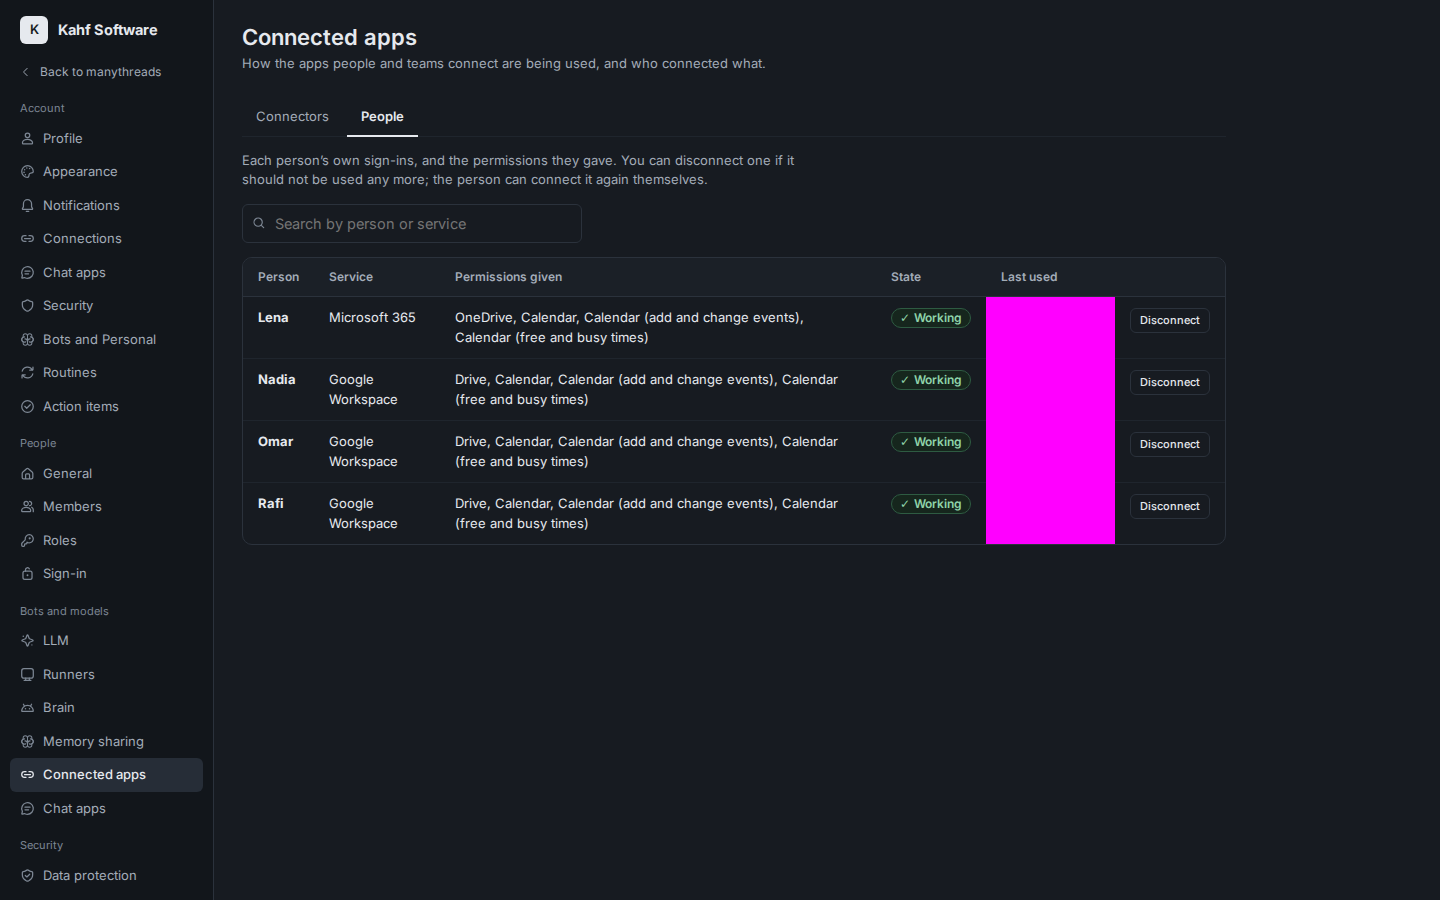 K Kahf Software
Back to manythreads
Account
Profile
Appearance
Notifications
Connections
Chat apps
Security
Bots and Personal
Routines
Action items
People
General
Members
Roles
Sign-in
Bots and models
LLM
Runners
Brain
Memory sharing
Connected apps
Chat apps
Security
Data protection
Connected apps
How the apps people and teams connect are being used, and who connected what.
Connectors People
Each person’s own sign-ins, and the permissions they gave. You can disconnect one if it
should not be used any more; the person can connect it again themselves.
Search by person or service
Person Service Permissions given State Last used
Lena Microsoft 365 OneDrive, Calendar, Calendar (add and change events), ✓ Working Disconnect
Calendar (free and busy times)
Nadia Google Drive, Calendar, Calendar (add and change events), Calendar ✓ Working Disconnect
Workspace (free and busy times)
Omar Google Drive, Calendar, Calendar (add and change events), Calendar ✓ Working Disconnect
Workspace (free and busy times)
Rafi Google Drive, Calendar, Calendar (add and change events), Calendar ✓ Working Disconnect
Workspace (free and busy times)